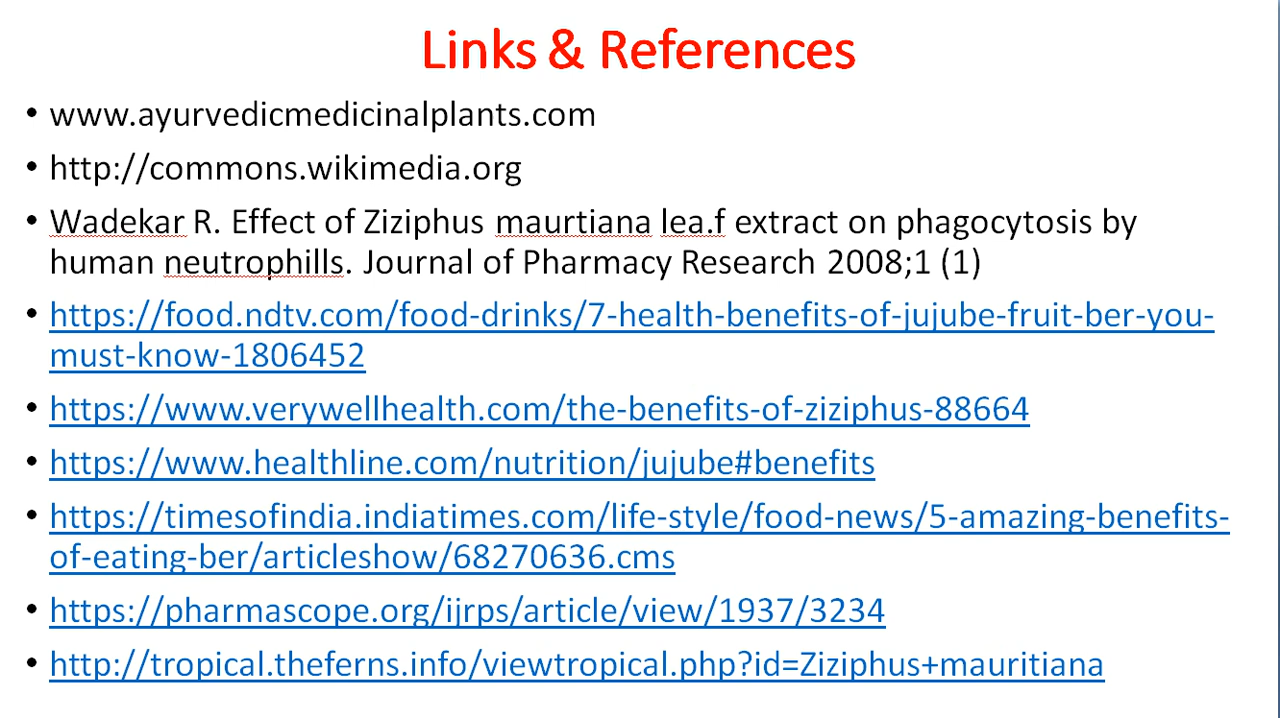 Links & References
• www.ayurvedicmedicinalplants.com
• http://commons.wikimedia.org
• Wadekar R. Effect of Ziziphus maurtiana lea.f extract on phagocytosis by
human neutrophills. Journal of Pharmacy Research 2008;1 (1)
• https://food.ndtv.com/food-drinks/7-health-benefits-of-jujube-fruit-ber-you-
must-know-1806452
• https://www.verywellhealth.com/the-benefits-of-ziziphus-88664
• https://www.healthline.com/nutrition/jujube#benefits
• https://timesofindia.indiatimes.com/life-style/food-news/5-amazing-benefits-
of-eating-ber/articleshow/68270636.cms
• https://pharmascope.org/ijrps/article/view/1937/3234
• http://tropical.theferns.info/viewtropical.php?id=Ziziphus+mauritiana